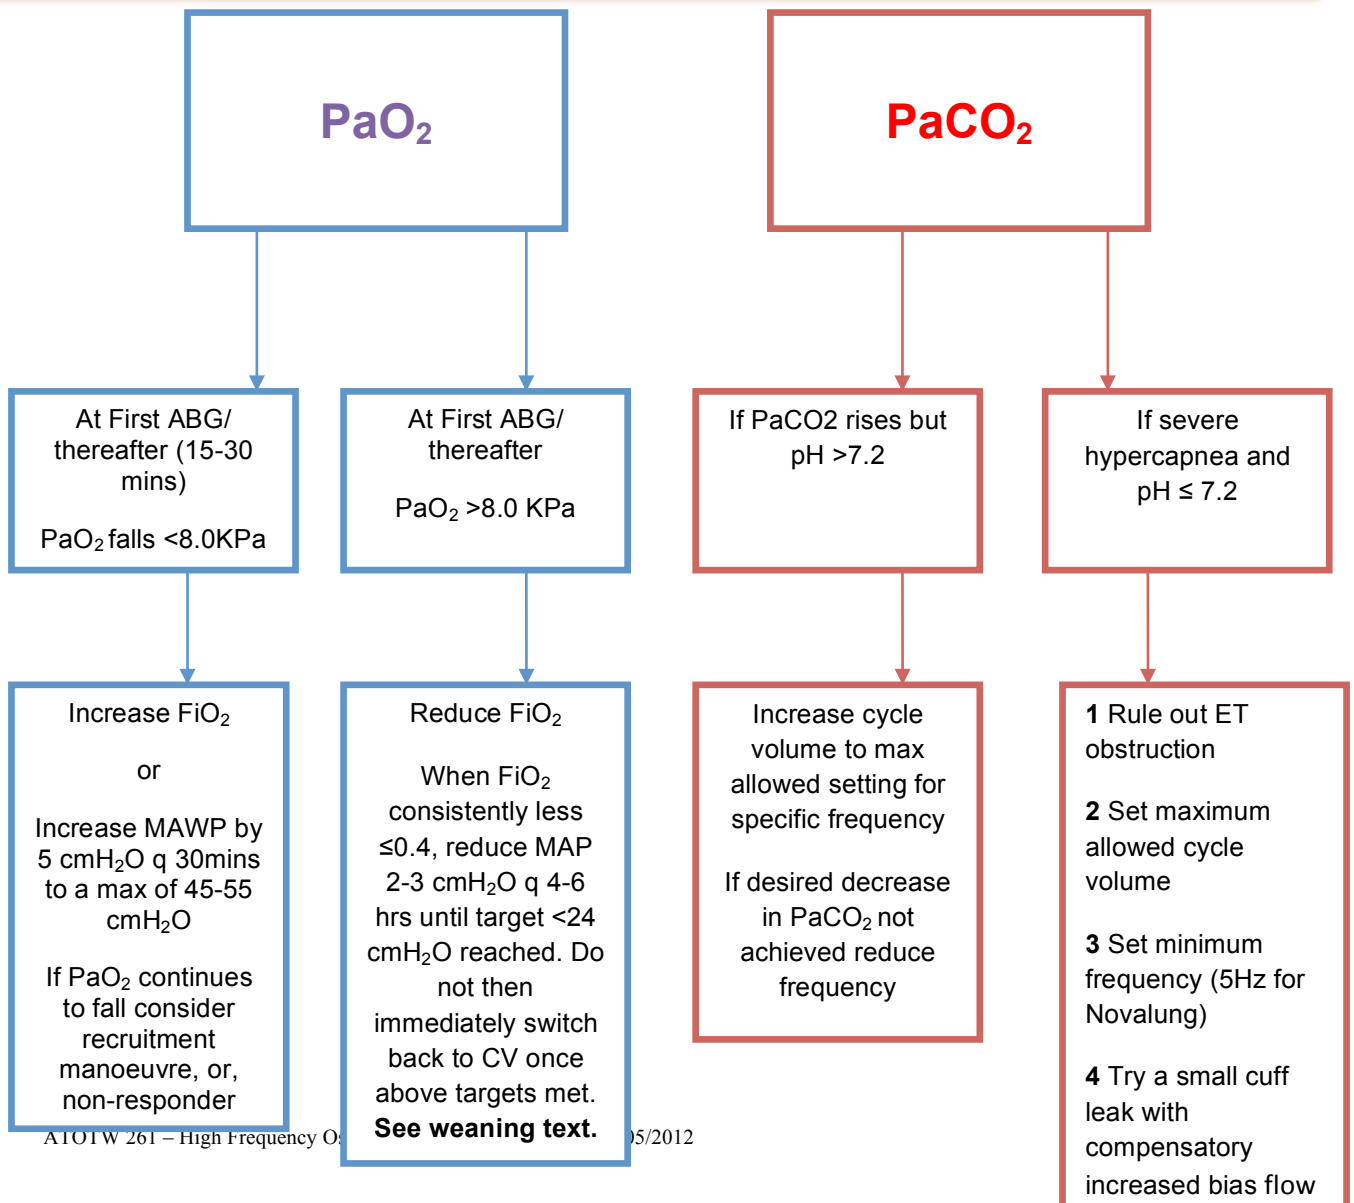 PaO₂
PaCO₂
At First ABG/
thereafter (15-30
mins)
PaO₂ falls <8.0KPa
At First ABG/
thereafter
PaO₂ >8.0 KPa
If PaCO2 rises but
pH >7.2
If severe
hypercapnea and
pH ≤ 7.2
Increase FiO₂
or
Increase MAWP by
5 cmH₂O q 30mins
to a max of 45-55
cmH₂O
If PaO₂ continues
to fall consider
recruitment
manoeuvre, or,
non-responder
Reduce FiO₂
When FiO₂
consistently less
≤0.4, reduce MAP
2-3 cmH₂O q 4-6
hrs until target <24
cmH₂O reached. Do
not then
immediately switch
back to CV once
above targets met.
See weaning text.
Increase cycle
volume to max
allowed setting for
specific frequency
If desired decrease
in PaCO₂ not
achieved reduce
frequency
1 Rule out ET
obstruction
2 Set maximum
allowed cycle
volume
3 Set minimum
frequency (5Hz for
Novalung)
4 Try a small cuff
leak with
compensatory
increased bias flow
ATOTW 261 – High Frequency 5/2012